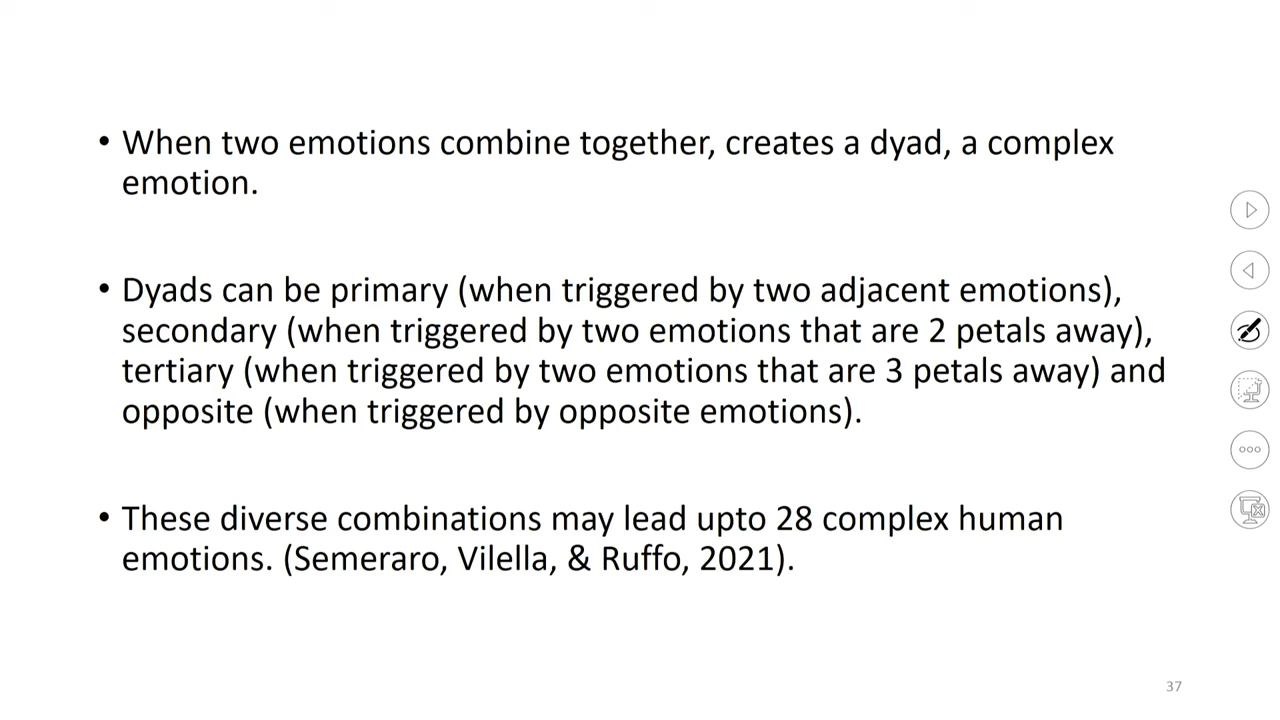 • When two emotions combine together, creates a dyad, a complex
emotion.
• Dyads can be primary (when triggered by two adjacent emotions),
secondary (when triggered by two emotions that are 2 petals away),
tertiary (when triggered by two emotions that are 3 petals away) and
opposite (when triggered by opposite emotions).
• These diverse combinations may lead upto 28 complex human
emotions. (Semeraro, Vilella, & Ruffo, 2021).
37